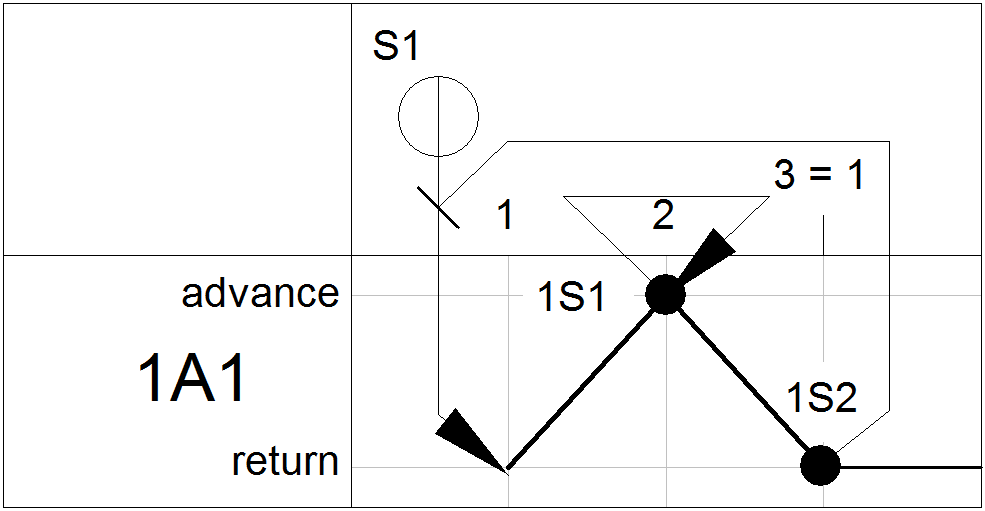 S1
3 = 1
1
2
advance
1S1
1A1
1S2
return